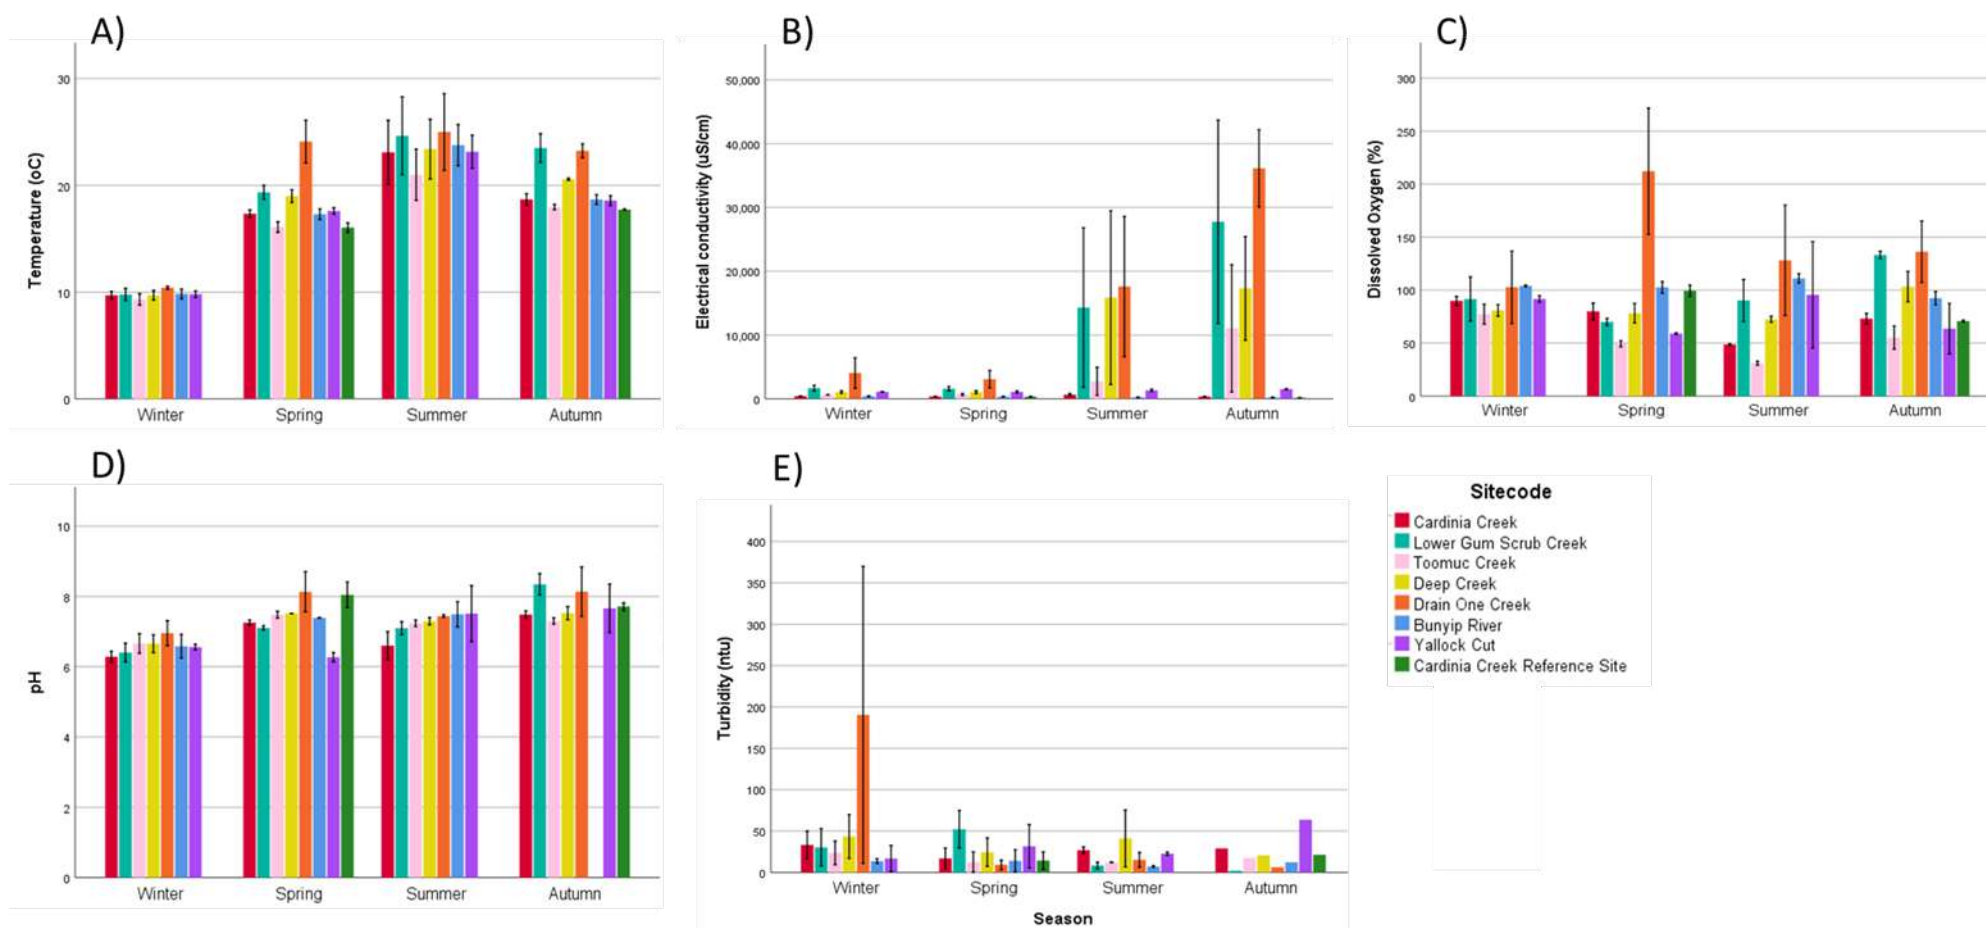 A)
Temperature (oC)
30
20
10
0
Winter
Spring
Summer
Autumn
B)
Electrical conductivity (uS/cm)
50,000
40,000
30,000
20,000
10,000
0
Winter
Spring
Summer
Autumn
C)
Dissolved Oxygen (%)
300
250
200
150
100
50
0
Winter
Spring
Summer
Autumn
D)
pH
10
8
6
4
2
0
Winter
Spring
Summer
Autumn
E)
Turbidity (ntu)
400
350
300
250
200
150
100
50
0
Winter
Spring
Summer
Autumn
Season
Sitecode
Cardinia Creek
Lower Gum Scrub Creek
Toomuc Creek
Deep Creek
Drain One Creek
Bunyip River
Yallock Cut
Cardinia Creek Reference Site